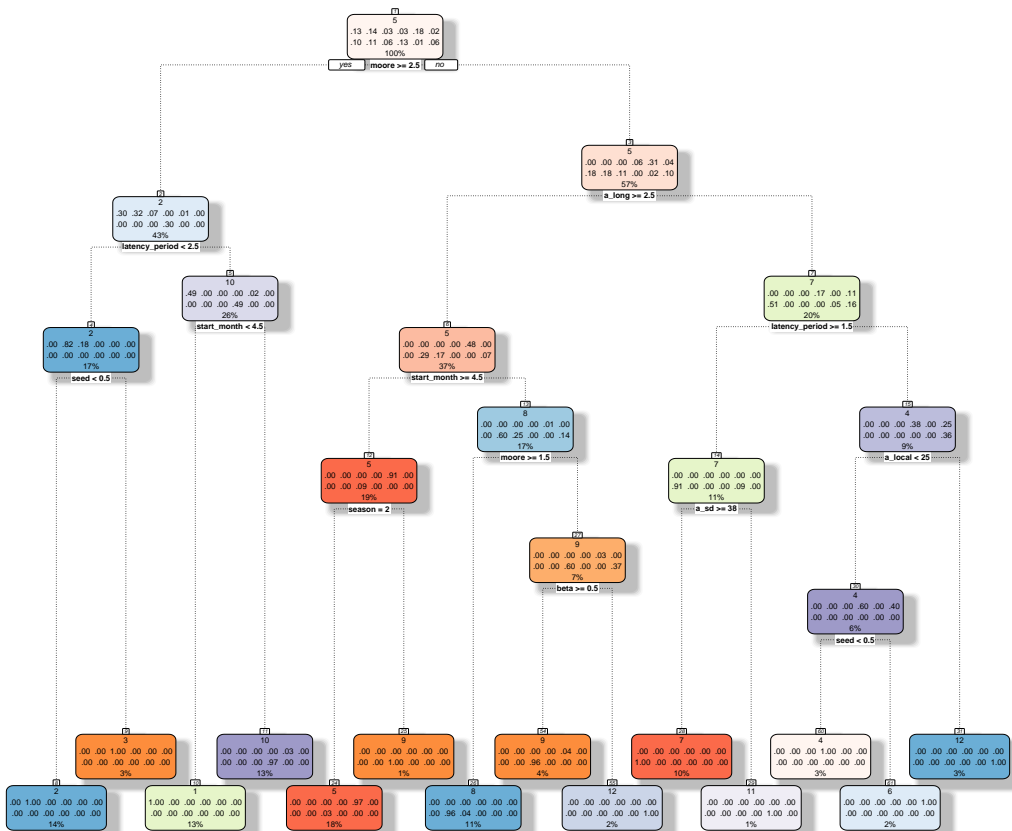 1
5
.13 .14 .03 .03 .18 .02
.10 .11 .06 .13 .01 .06
100%
yes moore >= 2.5 no
3
5
.00 .00 .00 .06 .31 .04
.18 .18 .11 .00 .02 .10
57%
a_long >= 2.5
2
2
.30 .32 .07 .00 .01 .00
.00 .00 .00 .30 .00 .00
43%
latency_period < 2.5
5
10
.49 .00 .00 .00 .02 .00
.00 .00 .00 .49 .00 .00
26%
start_month < 4.5
7
7
.00 .00 .00 .17 .00 .11
.51 .00 .00 .00 .05 .16
20%
latency_period >= 1.5
4
2
.00 .82 .18 .00 .00 .00
.00 .00 .00 .00 .00 .00
17%
seed < 0.5
6
5
.00 .00 .00 .00 .48 .00
.00 .29 .17 .00 .00 .07
37%
start_month >= 4.5
13
8
.00 .00 .00 .00 .01 .00
.00 .60 .25 .00 .00 .14
17%
moore >= 1.5
15
4
.00 .00 .00 .38 .00 .25
.00 .00 .00 .00 .00 .36
9%
a_local < 25
12
5
.00 .00 .00 .00 .91 .00
.00 .00 .09 .00 .00 .00
19%
season = 2
14
7
.00 .00 .00 .00 .00 .00
.91 .00 .00 .00 .09 .00
11%
a_sd >= 38
27
9
.00 .00 .00 .00 .03 .00
.00 .00 .60 .00 .00 .37
7%
beta >= 0.5
30
4
.00 .00 .00 .60 .00 .40
.00 .00 .00 .00 .00 .00
6%
seed < 0.5
9
3
.00 .00 1.00 .00 .00 .00
.00 .00 .00 .00 .00 .00
3%
11
10
.00 .00 .00 .00 .03 .00
.00 .00 .00 .97 .00 .00
13%
25
9
.00 .00 .00 .00 .00 .00
.00 .00 1.00 .00 .00 .00
1%
54
9
.00 .00 .00 .00 .04 .00
.00 .00 .96 .00 .00 .00
4%
28
7
.00 .00 .00 .00 .00 .00
1.00 .00 .00 .00 .00 .00
10%
60
4
.00 .00 .00 1.00 .00 .00
.00 .00 .00 .00 .00 .00
3%
31
12
.00 .00 .00 .00 .00 .00
.00 .00 .00 .00 .00 1.00
3%
8
2
.00 1.00 .00 .00 .00 .00
.00 .00 .00 .00 .00 .00
14%
10
1
1.00 .00 .00 .00 .00 .00
.00 .00 .00 .00 .00 .00
13%
24
5
.00 .00 .00 .00 .97 .00
.00 .00 .03 .00 .00 .00
18%
26
8
.00 .00 .00 .00 .00 .00
.00 .96 .04 .00 .00 .00
11%
55
12
.00 .00 .00 .00 .00 .00
.00 .00 .00 .00 .00 1.00
2%
29
11
.00 .00 .00 .00 .00 .00
.00 .00 .00 .00 1.00 .00
1%
61
6
.00 .00 .00 .00 .00 1.00
.00 .00 .00 .00 .00 .00
2%